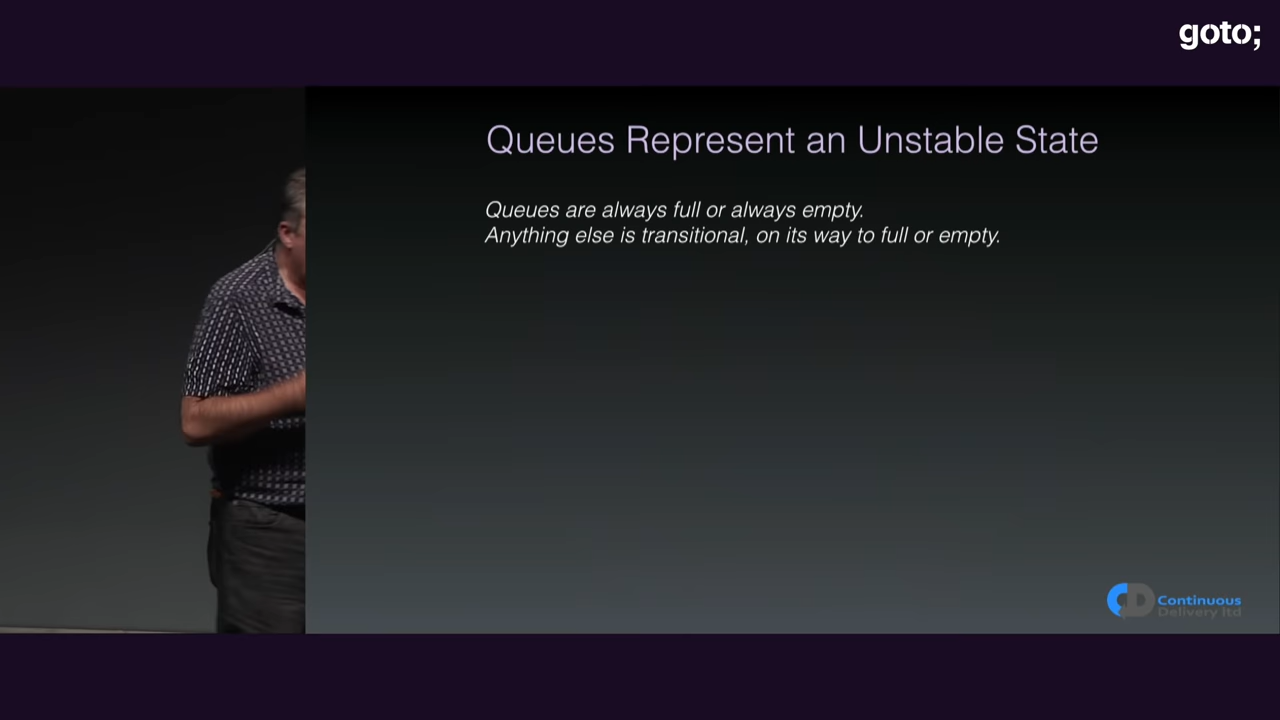 goto;
Queues Represent an Unstable State
Queues are always full or always empty.
Anything else is transitional, on its way to full or empty.
Continuous
Delivery ltd